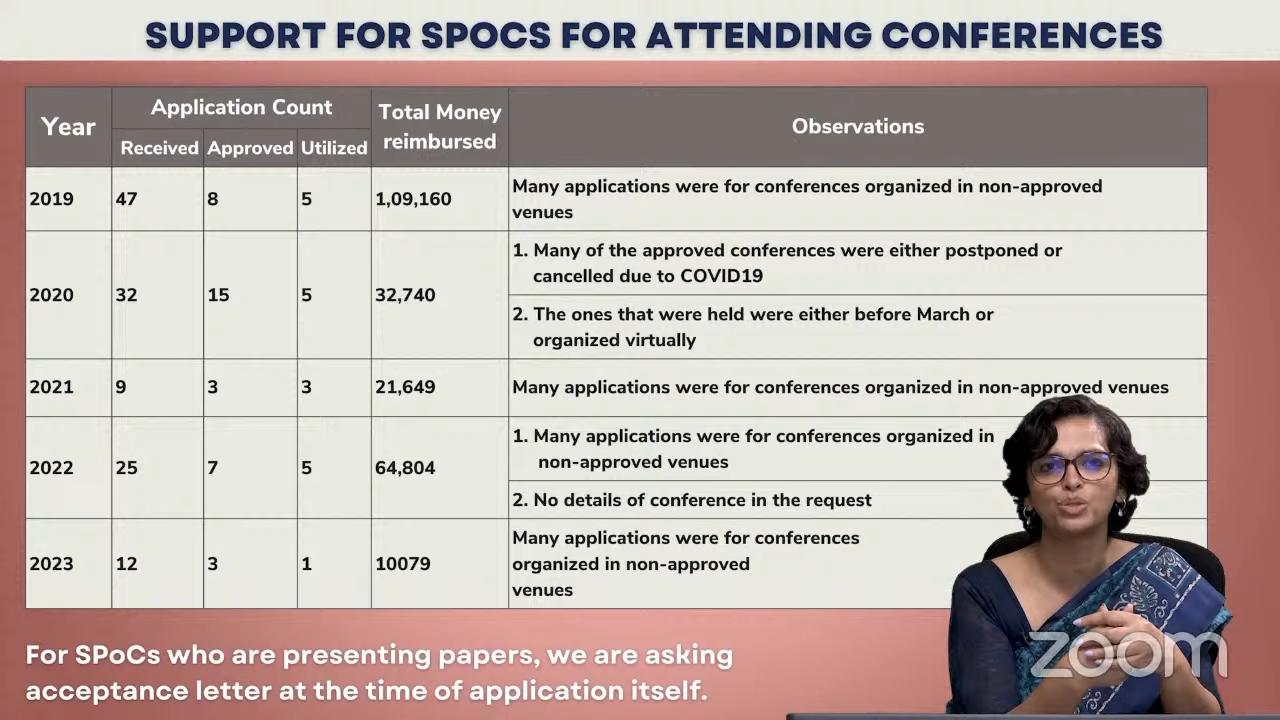 SUPPORT FOR SPOCS FOR ATTENDING CONFERENCES
Year
Application Count
Total Money
reimbursed
Observations
Received Approved Utilized
2019 47 8 5 1,09,160
Many applications were for conferences organized in non-approved
venues
2020 32 15 5 32,740
1. Many of the approved conferences were either postponed or
cancelled due to COVID19
2. The ones that were held were either before March or
organized virtually
2021 9 3 3 21,649 Many applications were for conferences organized in non-approved venues
2022 25 7 5 64,804
1. Many applications were for conferences organized in
non-approved venues
2. No details of conference in the request
2023 12 3 1 10079
Many applications were for conferences
organized in non-approved
venues
For SPoCs who are presenting papers, we are asking
acceptance letter at the time of application itself.
zoom